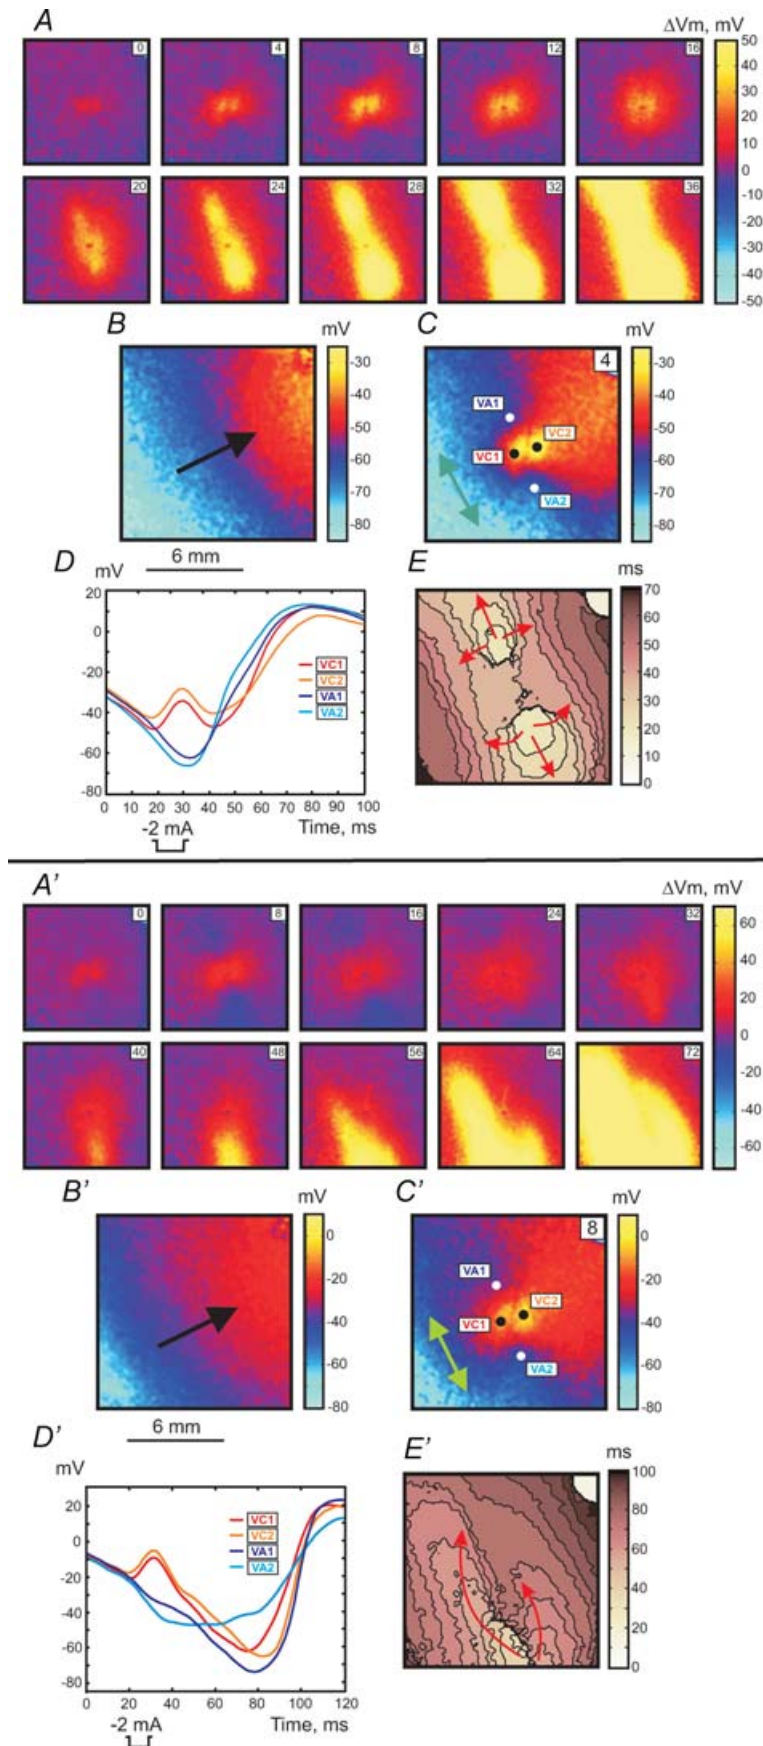 A
ΔVm, mV
0 4 8 12 16
50
40
30
20
10
0
-10
-20
-30
-40
-50
20 24 28 32 36
B
mV
-30
-40
-50
-60
-70
-80
6 mm
C
mV
4
VA1
VC2
VC1
VA2
-30
-40
-50
-60
-70
-80
D
mV
20
0
-20
-40
-60
-80
VC1
VC2
VA1
VA2
0 10 20 30 40 50 60 70 80 90 100
-2 mA
Time, ms
E
ms
70
60
50
40
30
20
10
0
A'
ΔVm, mV
0 8 16 24 32
60
40
20
0
-20
-40
-60
40 48 56 64 72
B'
mV
0
-20
-40
-60
-80
6 mm
C'
mV
8
VA1
VC2
VC1
VA2
0
-20
-40
-60
-80
D'
mV
20
0
-20
-40
-60
-80
VC1
VC2
VA1
VA2
0 20 40 60 80 100 120
-2 mA
Time, ms
E'
ms
100
80
60
40
20
0